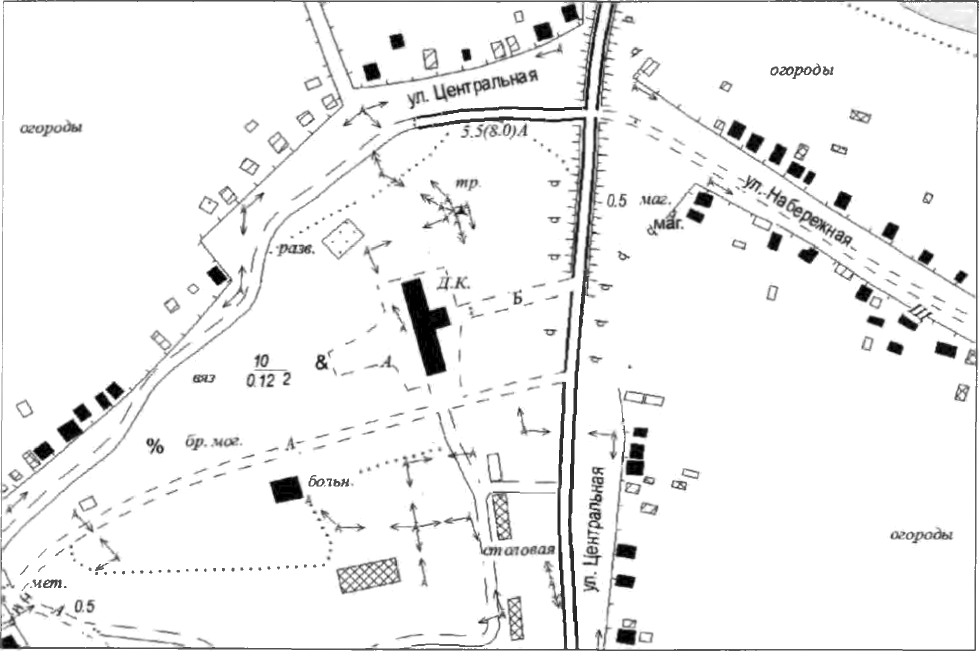 огороды
ул. Центральная
огороды
5.5(8.0)А
тр.
0.5
маг.
& маг.
ул. Набережная
разв.
Д.К.
Б
Щ
вяз
10
0.12 2
&
А
%
бр. мог.
А
больн.
столовая
ул. Центральная
огороды
мет.
0.5